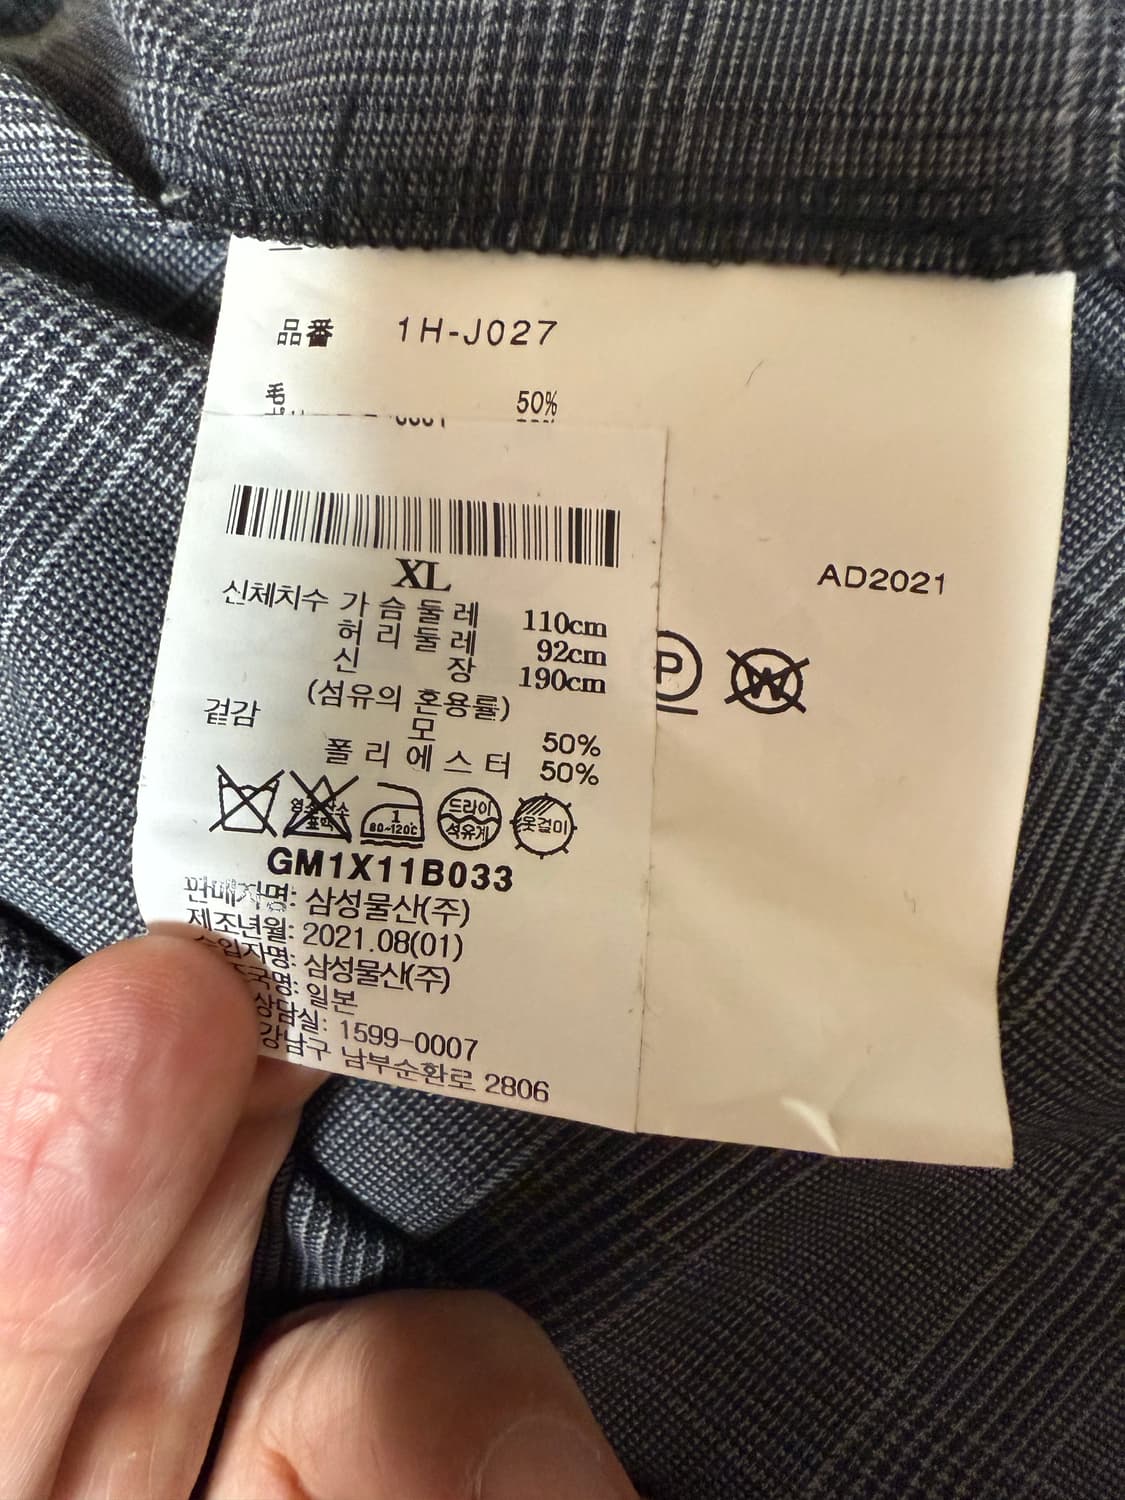 品番 1H-J027
毛 50%
AD2021
XL
신체치수 가슴둘레 110cm
허리둘레 92cm
신장 190cm
(섬유의 혼용률)
겉감 모 50%
폴리에스터 50%
P W
1 80~120℃ 드라이 석유계 옷걸이
GM1X11B033
판매자명: 삼성물산(주)
제조년월: 2021.08(01)
수입자명: 삼성물산(주)
일본
상담실: 1599-0007
강남구 남부순환로 2806